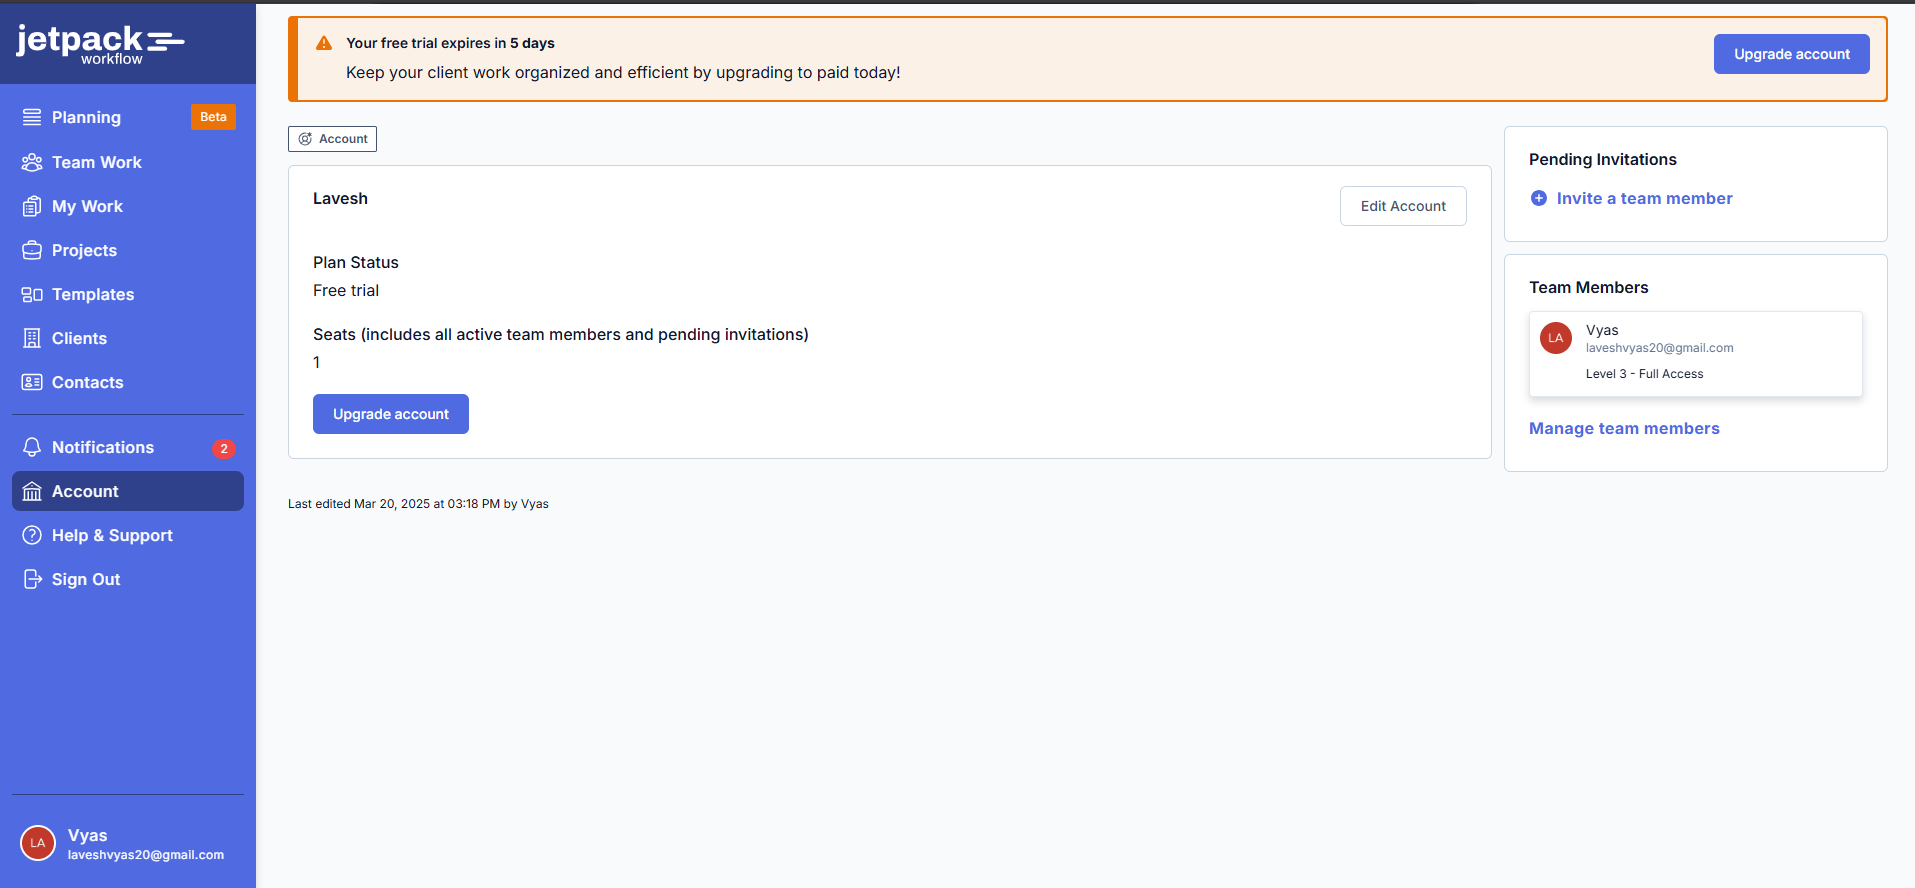 jetpack
workflow
Planning
Beta
Team Work
My Work
Projects
Templates
Clients
Contacts
Notifications
2
Account
Help & Support
Sign Out
LA
Vyas
laveshvyas20@gmail.com
Your free trial expires in 5 days
Keep your client work organized and efficient by upgrading to paid today!
Upgrade account
Account
Lavesh
Edit Account
Plan Status
Free trial
Seats (includes all active team members and pending invitations)
1
Upgrade account
Last edited Mar 20, 2025 at 03:18 PM by Vyas
Pending Invitations
Invite a team member
Team Members
LA
Vyas
laveshvyas20@gmail.com
Level 3 - Full Access
Manage team members